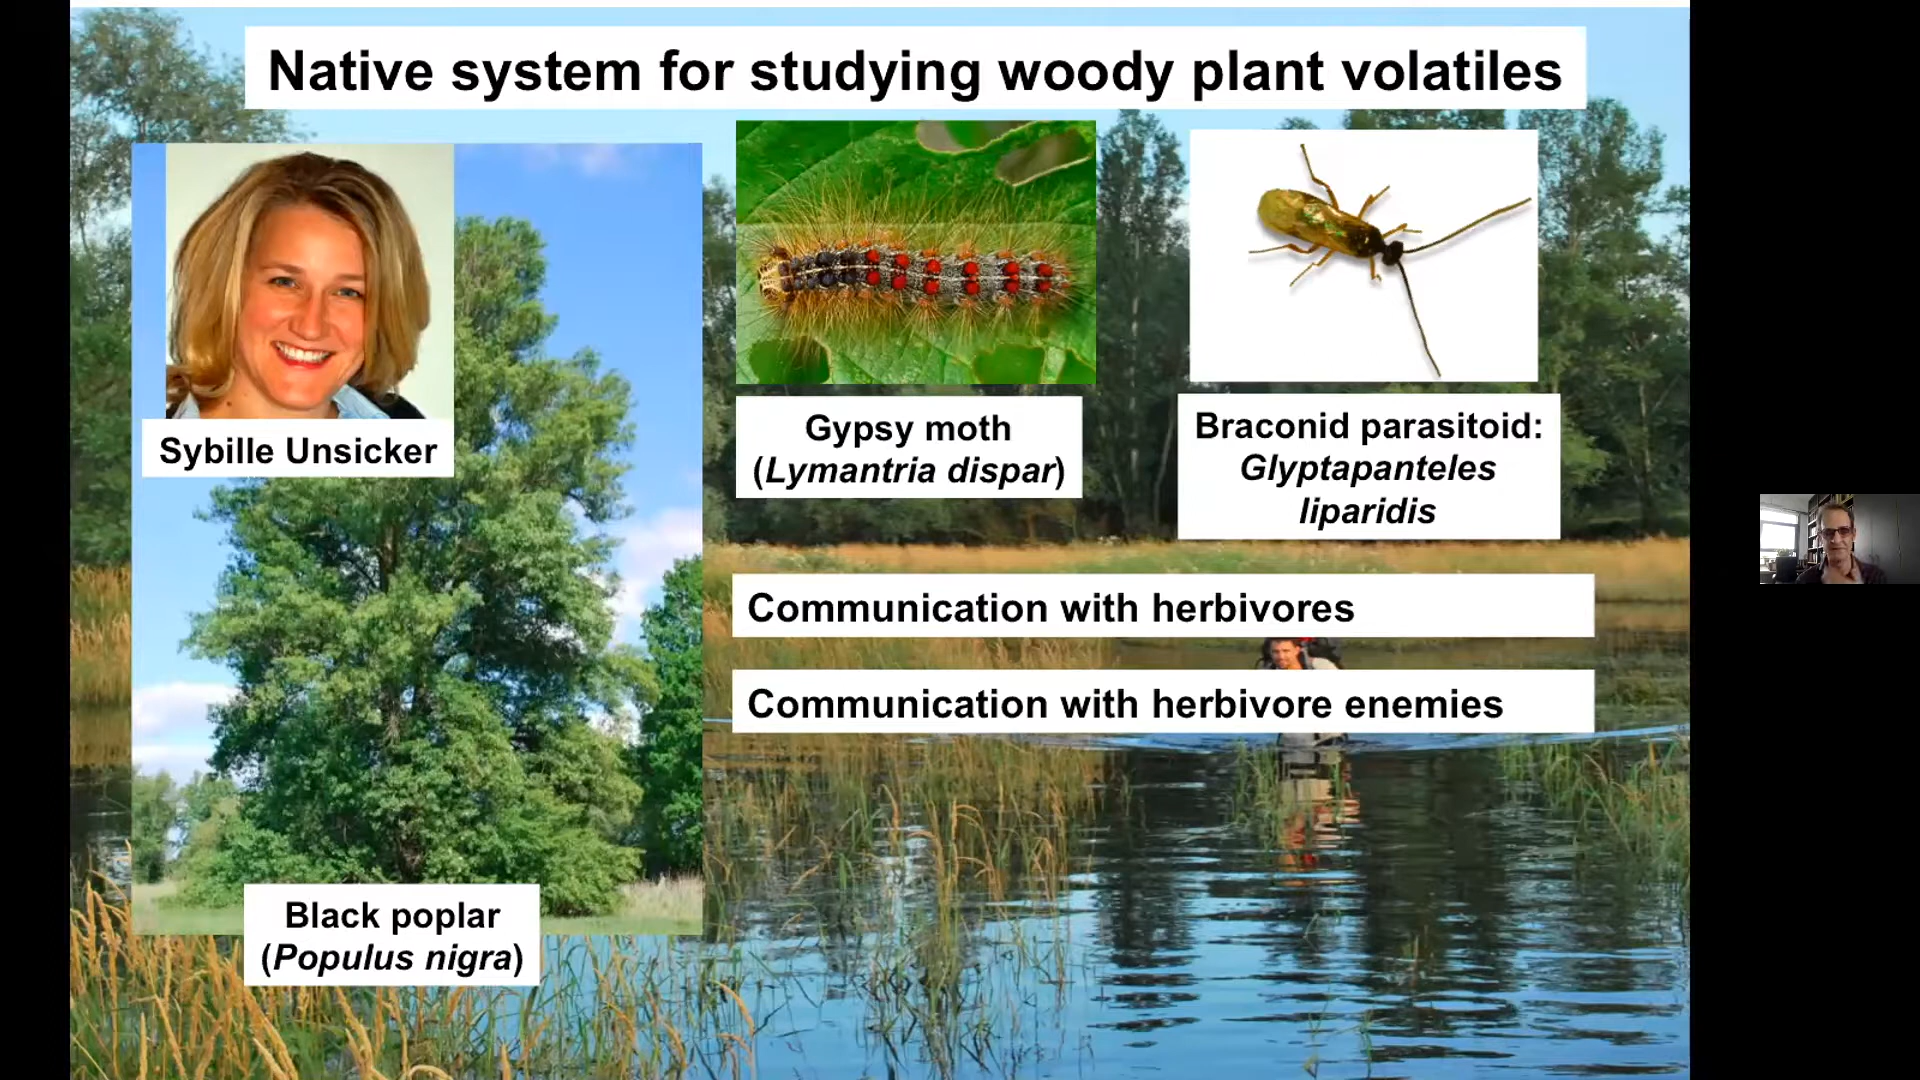 Native system for studying woody plant volatiles
Sybille Unsicker
Gypsy moth
(Lymantria dispar)
Braconid parasitoid:
Glyptapanteles
liparidis
Communication with herbivores
Communication with herbivore enemies
Black poplar
(Populus nigra)